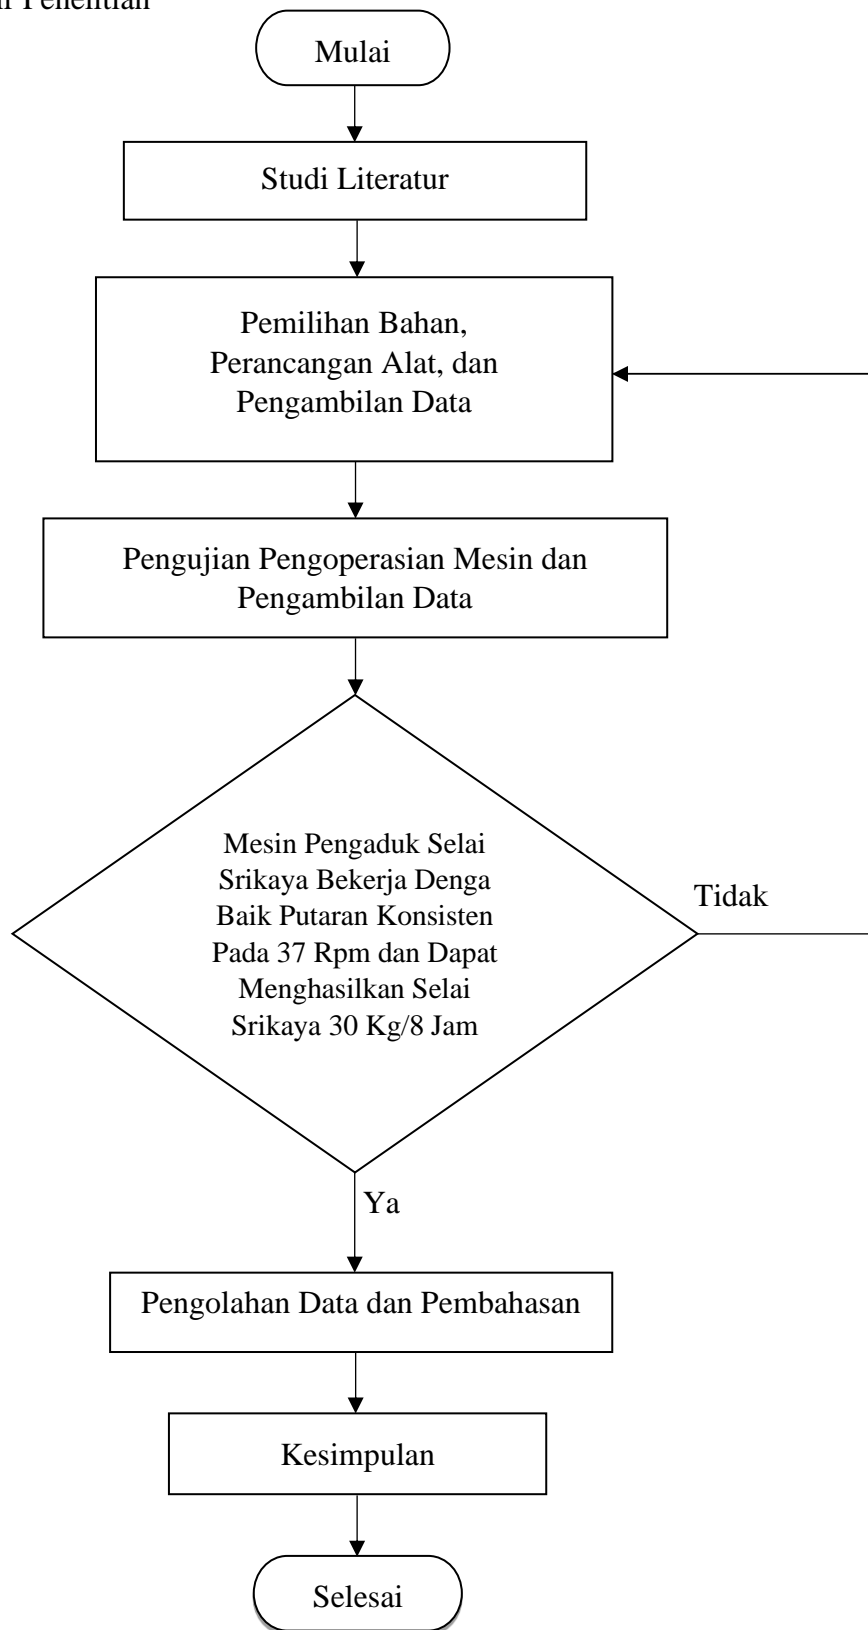 Penelitian
Mulai
Studi Literatur
Pemilihan Bahan,
Perancangan Alat, dan
Pengambilan Data
Pengujian Pengoperasian Mesin dan
Pengambilan Data
Mesin Pengaduk Selai
Srikaya Bekerja Denga
Baik Putaran Konsisten
Pada 37 Rpm dan Dapat
Menghasilkan Selai
Srikaya 30 Kg/8 Jam
Tidak
Ya
Pengolahan Data dan Pembahasan
Kesimpulan
Selesai